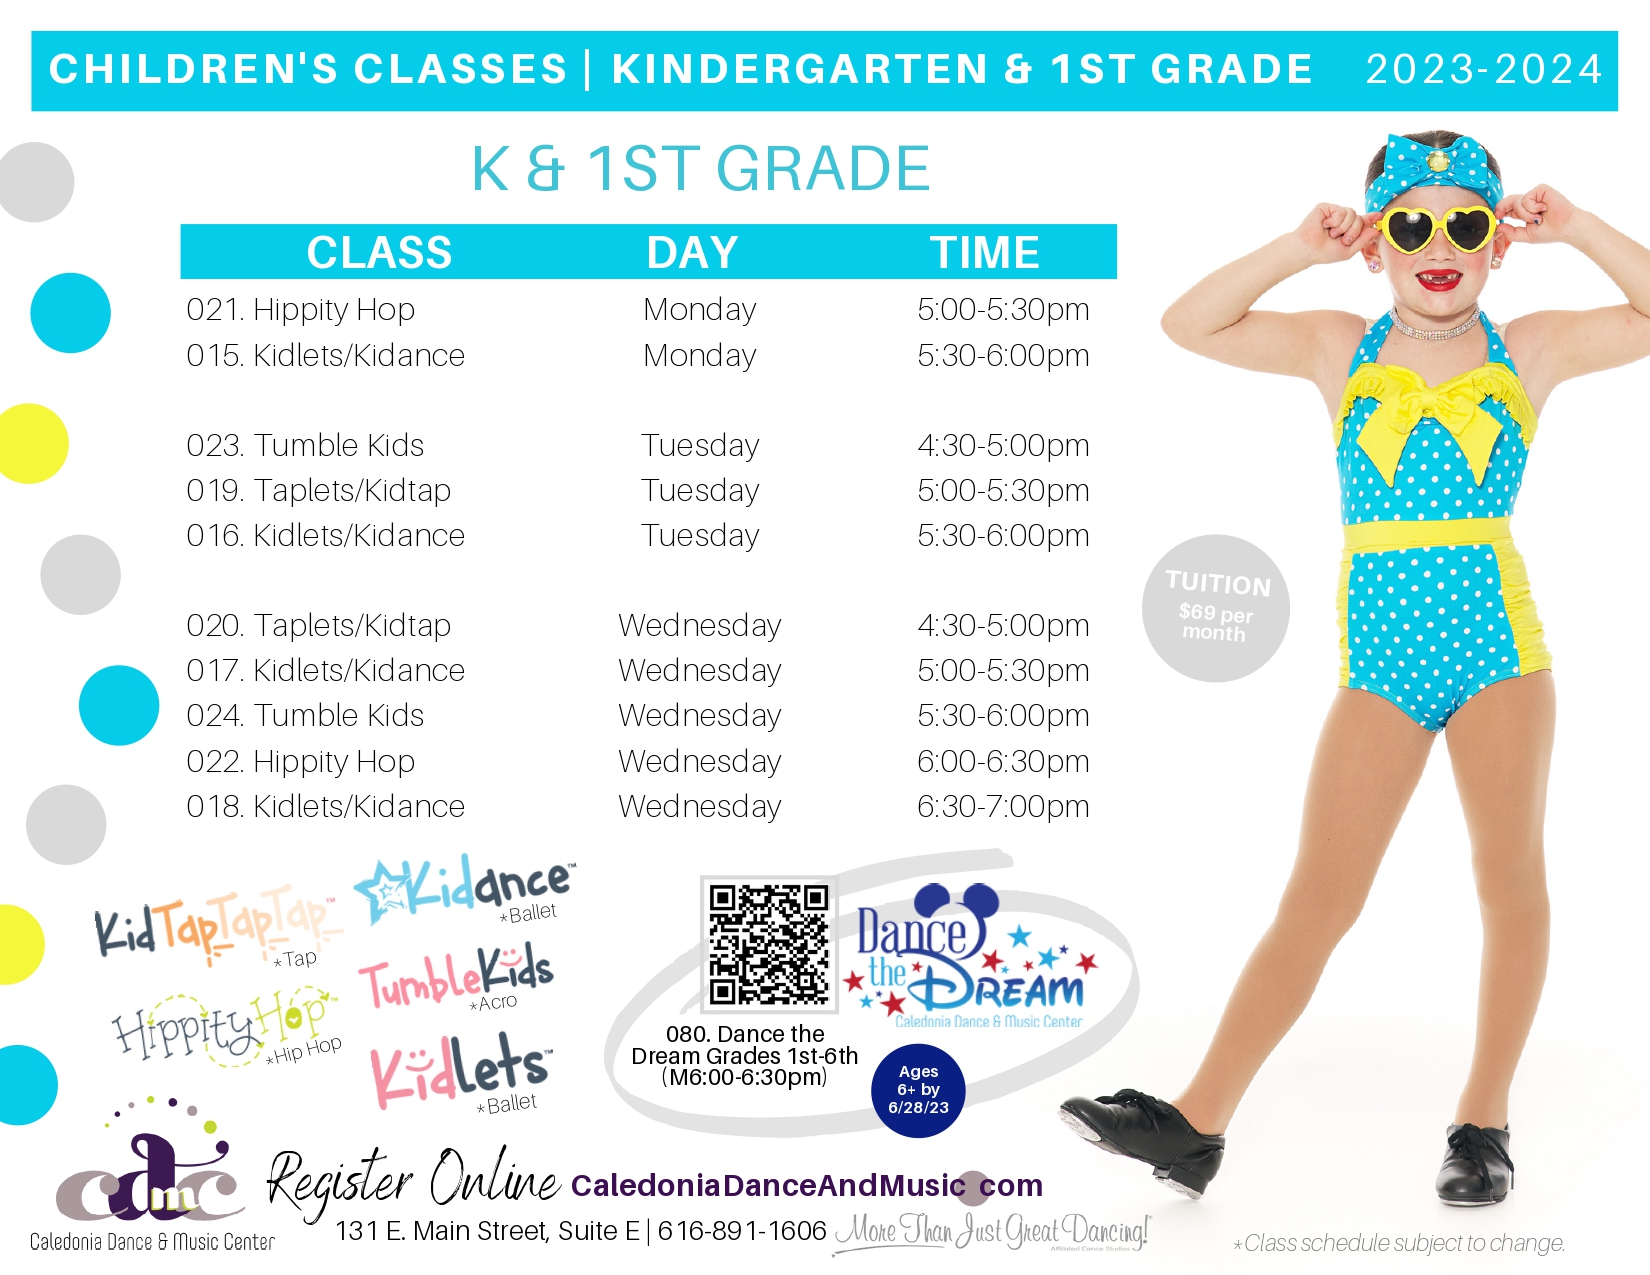 CHILDREN'S CLASSES | KINDERGARTEN & 1ST GRADE 2023-2024
K & 1ST GRADE
CLASS DAY TIME
021. Hippity Hop Monday 5:00-5:30pm
015. Kidlets/Kidance Monday 5:30-6:00pm
023. Tumble Kids Tuesday 4:30-5:00pm
019. Taplets/Kidtap Tuesday 5:00-5:30pm
016. Kidlets/Kidance Tuesday 5:30-6:00pm
020. Taplets/Kidtap Wednesday 4:30-5:00pm
017. Kidlets/Kidance Wednesday 5:00-5:30pm
024. Tumble Kids Wednesday 5:30-6:00pm
022. Hippity Hop Wednesday 6:00-6:30pm
018. Kidlets/Kidance Wednesday 6:30-7:00pm
TUITION
$69 per
month
KidTapTapTap™
*Tap
Kidance™
*Ballet
TumbleKids
*Acro
HippityHop™
*Hip Hop
Kidlets™
*Ballet
Dance
the
DREAM
Caledonia Dance & Music Center
080. Dance the
Dream Grades 1st-6th
(M6:00-6:30pm)
Ages
6+ by
6/28/23
cdmc
Caledonia Dance & Music Center
Register Online CaledoniaDanceAndMusic com
131 E. Main Street, Suite E | 616-891-1606
More Than Just Great Dancing!
Affiliated Dance Studios
*Class schedule subject to change.